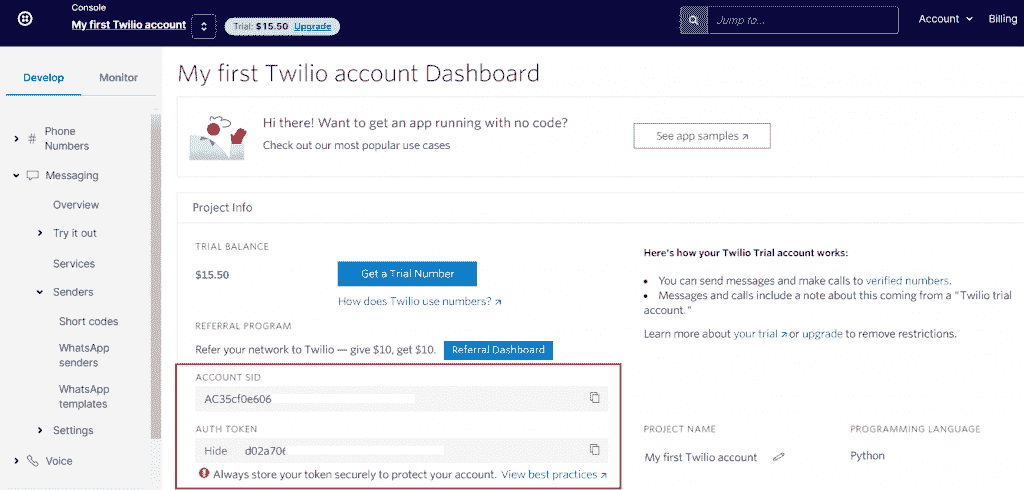 Console
My first Twilio account
Trial: $15.50 Upgrade
Jump to...
Account
Billing
Develop
Monitor
Phone
Numbers
Messaging
Overview
Try it out
Services
Senders
Short codes
WhatsApp
senders
WhatsApp
templates
Settings
Voice
My first Twilio account Dashboard
Hi there! Want to get an app running with no code?
Check out our most popular use cases
See app samples
Project Info
TRIAL BALANCE
$15.50
Get a Trial Number
How does Twilio use numbers?
REFERRAL PROGRAM
Refer your network to Twilio — give $10, get $10.
Referral Dashboard
ACCOUNT SID
AC35cf0e606
AUTH TOKEN
Hide d02a706
Always store your token securely to protect your account. View best practices
Here's how your Twilio Trial account works:
You can send messages and make calls to verified numbers.
Messages and calls include a note about this coming from a "Twilio trial
account."
Learn more about your trial or upgrade to remove restrictions.
PROJECT NAME
My first Twilio account
PROGRAMMING LANGUAGE
Python